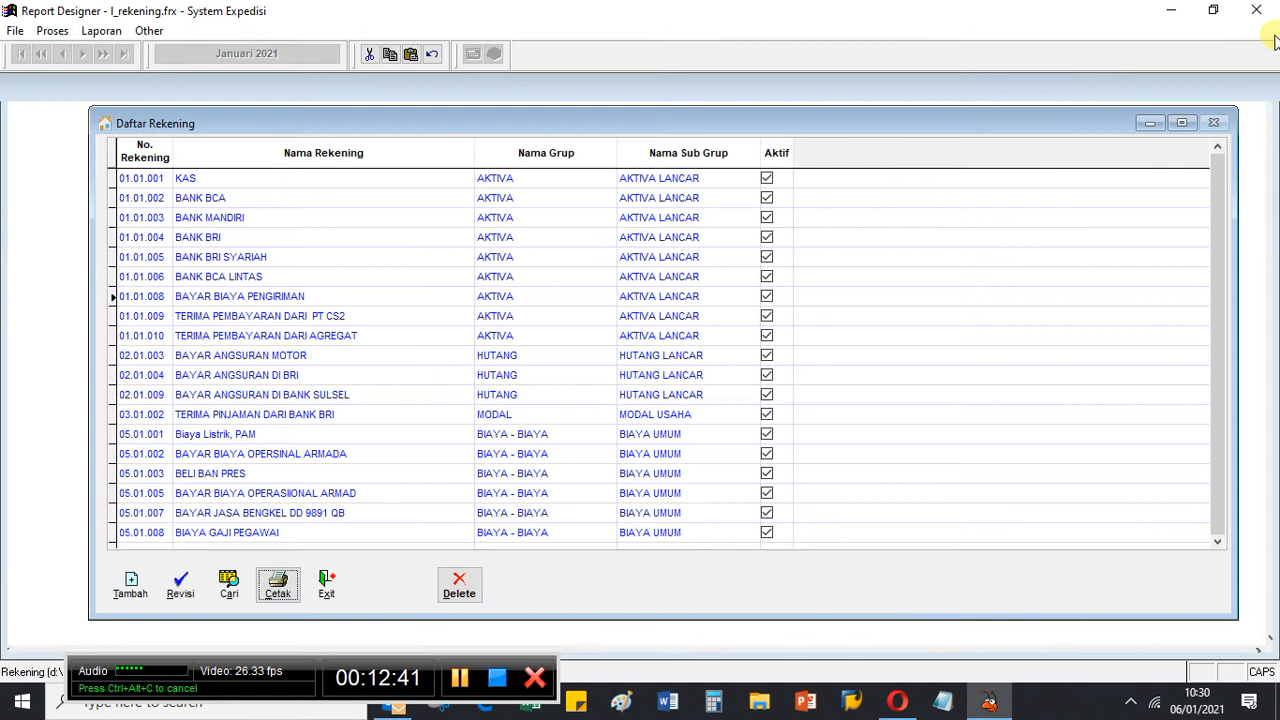 Report Designer - l_rekening.frx - System Expedisi
File Proses Laporan Other
Januari 2021
Daftar Rekening
No. Rekening Nama Rekening Nama Grup Nama Sub Grup Aktif
01.01.001 KAS AKTIVA AKTIVA LANCAR
01.01.002 BANK BCA AKTIVA AKTIVA LANCAR
01.01.003 BANK MANDIRI AKTIVA AKTIVA LANCAR
01.01.004 BANK BRI AKTIVA AKTIVA LANCAR
01.01.005 BANK BRI SYARIAH AKTIVA AKTIVA LANCAR
01.01.006 BANK BCA LINTAS AKTIVA AKTIVA LANCAR
01.01.008 BAYAR BIAYA PENGIRIMAN AKTIVA AKTIVA LANCAR
01.01.009 TERIMA PEMBAYARAN DARI PT CS2 AKTIVA AKTIVA LANCAR
01.01.010 TERIMA PEMBAYARAN DARI AGREGAT AKTIVA AKTIVA LANCAR
02.01.003 BAYAR ANGSURAN MOTOR HUTANG HUTANG LANCAR
02.01.004 BAYAR ANGSURAN DI BRI HUTANG HUTANG LANCAR
02.01.009 BAYAR ANGSURAN DI BANK SULSEL HUTANG HUTANG LANCAR
03.01.002 TERIMA PINJAMAN DARI BANK BRI MODAL MODAL USAHA
05.01.001 Biaya Listrik, PAM BIAYA - BIAYA BIAYA UMUM
05.01.002 BAYAR BIAYA OPERSINAL ARMADA BIAYA - BIAYA BIAYA UMUM
05.01.003 BELI BAN PRES BIAYA - BIAYA BIAYA UMUM
05.01.005 BAYAR BIAYA OPERASIIONAL ARMAD BIAYA - BIAYA BIAYA UMUM
05.01.007 BAYAR JASA BENGKEL DD 9891 QB BIAYA - BIAYA BIAYA UMUM
05.01.008 BIAYA GAJI PEGAWAI BIAYA - BIAYA BIAYA UMUM
Tambah Revisi Cari Cetak Exit Delete
Rekening (d:\ CAPS
Audio Video: 26.33 fps 00:12:41
Press Ctrl+Alt+C to cancel
Type here to search
10:30
06/01/2021